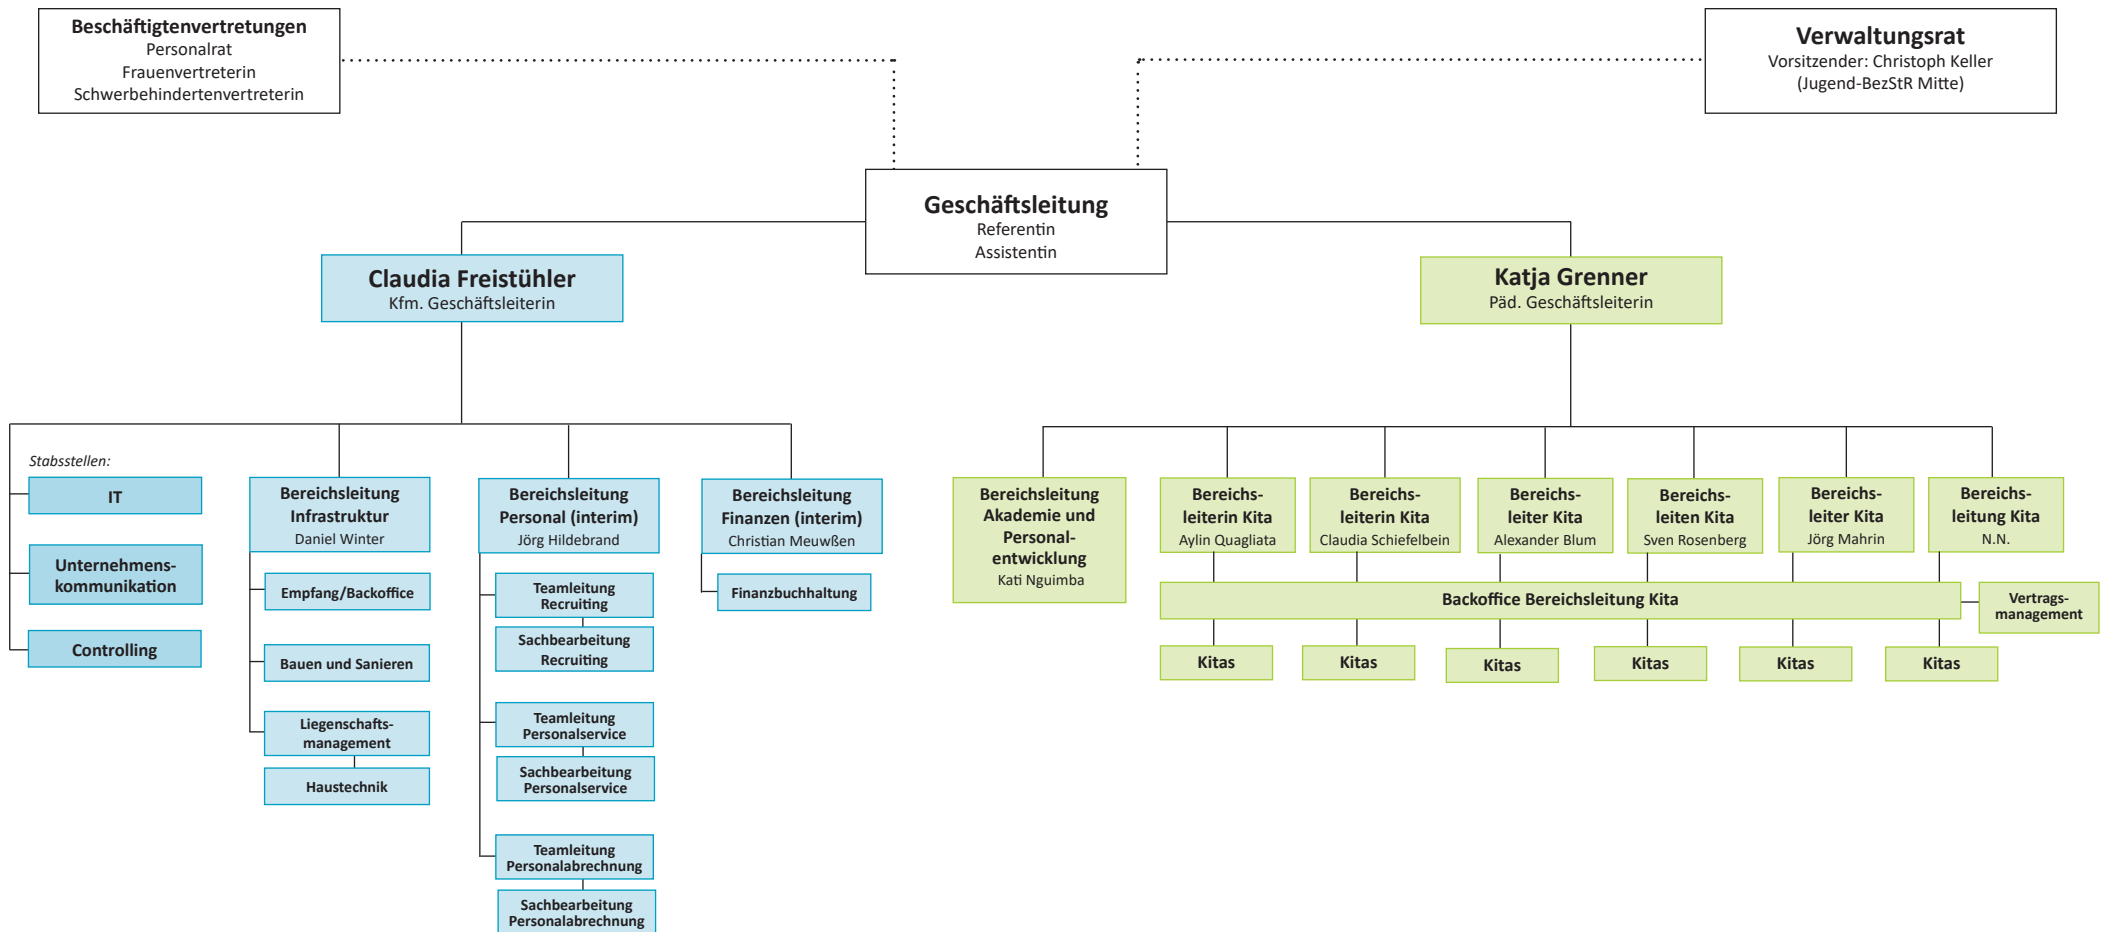 Beschäftigtenvertretungen
Personalrat
Frauenvertreterin
Schwerbehindertenvertreterin
Verwaltungsrat
Vorsitzender: Christoph Keller
(Jugend-BezStR Mitte)
Geschäftsleitung
Referentin
Assistentin
Claudia Freistühler
Kfm. Geschäftsleiterin
Katja Grenner
Päd. Geschäftsleiterin
Stabsstellen:
IT
Unternehmens-
kommunikation
Controlling
Bereichsleitung
Infrastruktur
Daniel Winter
Empfang/Backoffice
Bauen und Sanieren
Liegenschafts-
management
Haustechnik
Bereichsleitung
Personal (interim)
Jörg Hildebrand
Teamleitung
Recruiting
Sachbearbeitung
Recruiting
Teamleitung
Personalservice
Sachbearbeitung
Personalservice
Teamleitung
Personalabrechnung
Sachbearbeitung
Personalabrechnung
Bereichsleitung
Finanzen (interim)
Christian Meuwßen
Finanzbuchhaltung
Bereichsleitung
Akademie und
Personal-
entwicklung
Kati Nguimba
Bereichs-
leiterin Kita
Aylin Quagliata
Bereichs-
leiterin Kita
Claudia Schiefelbein
Bereichs-
leiter Kita
Alexander Blum
Bereichs-
leiten Kita
Sven Rosenberg
Bereichs-
leiter Kita
Jörg Mahrin
Bereichs-
leitung Kita
N.N.
Backoffice Bereichsleitung Kita
Vertrags-
management
Kitas
Kitas
Kitas
Kitas
Kitas
Kitas